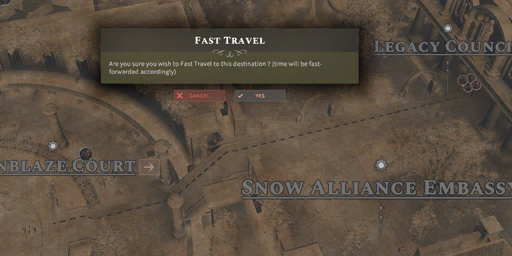 FAST TRAVEL
LEGACY COUNC
Are you sure you wish to Fast Travel to this destination ? (time will be fast-
forwarded accordingly)
CANCEL
YES
NBLAZE COURT
SNOW ALLIANCE EMBASSY